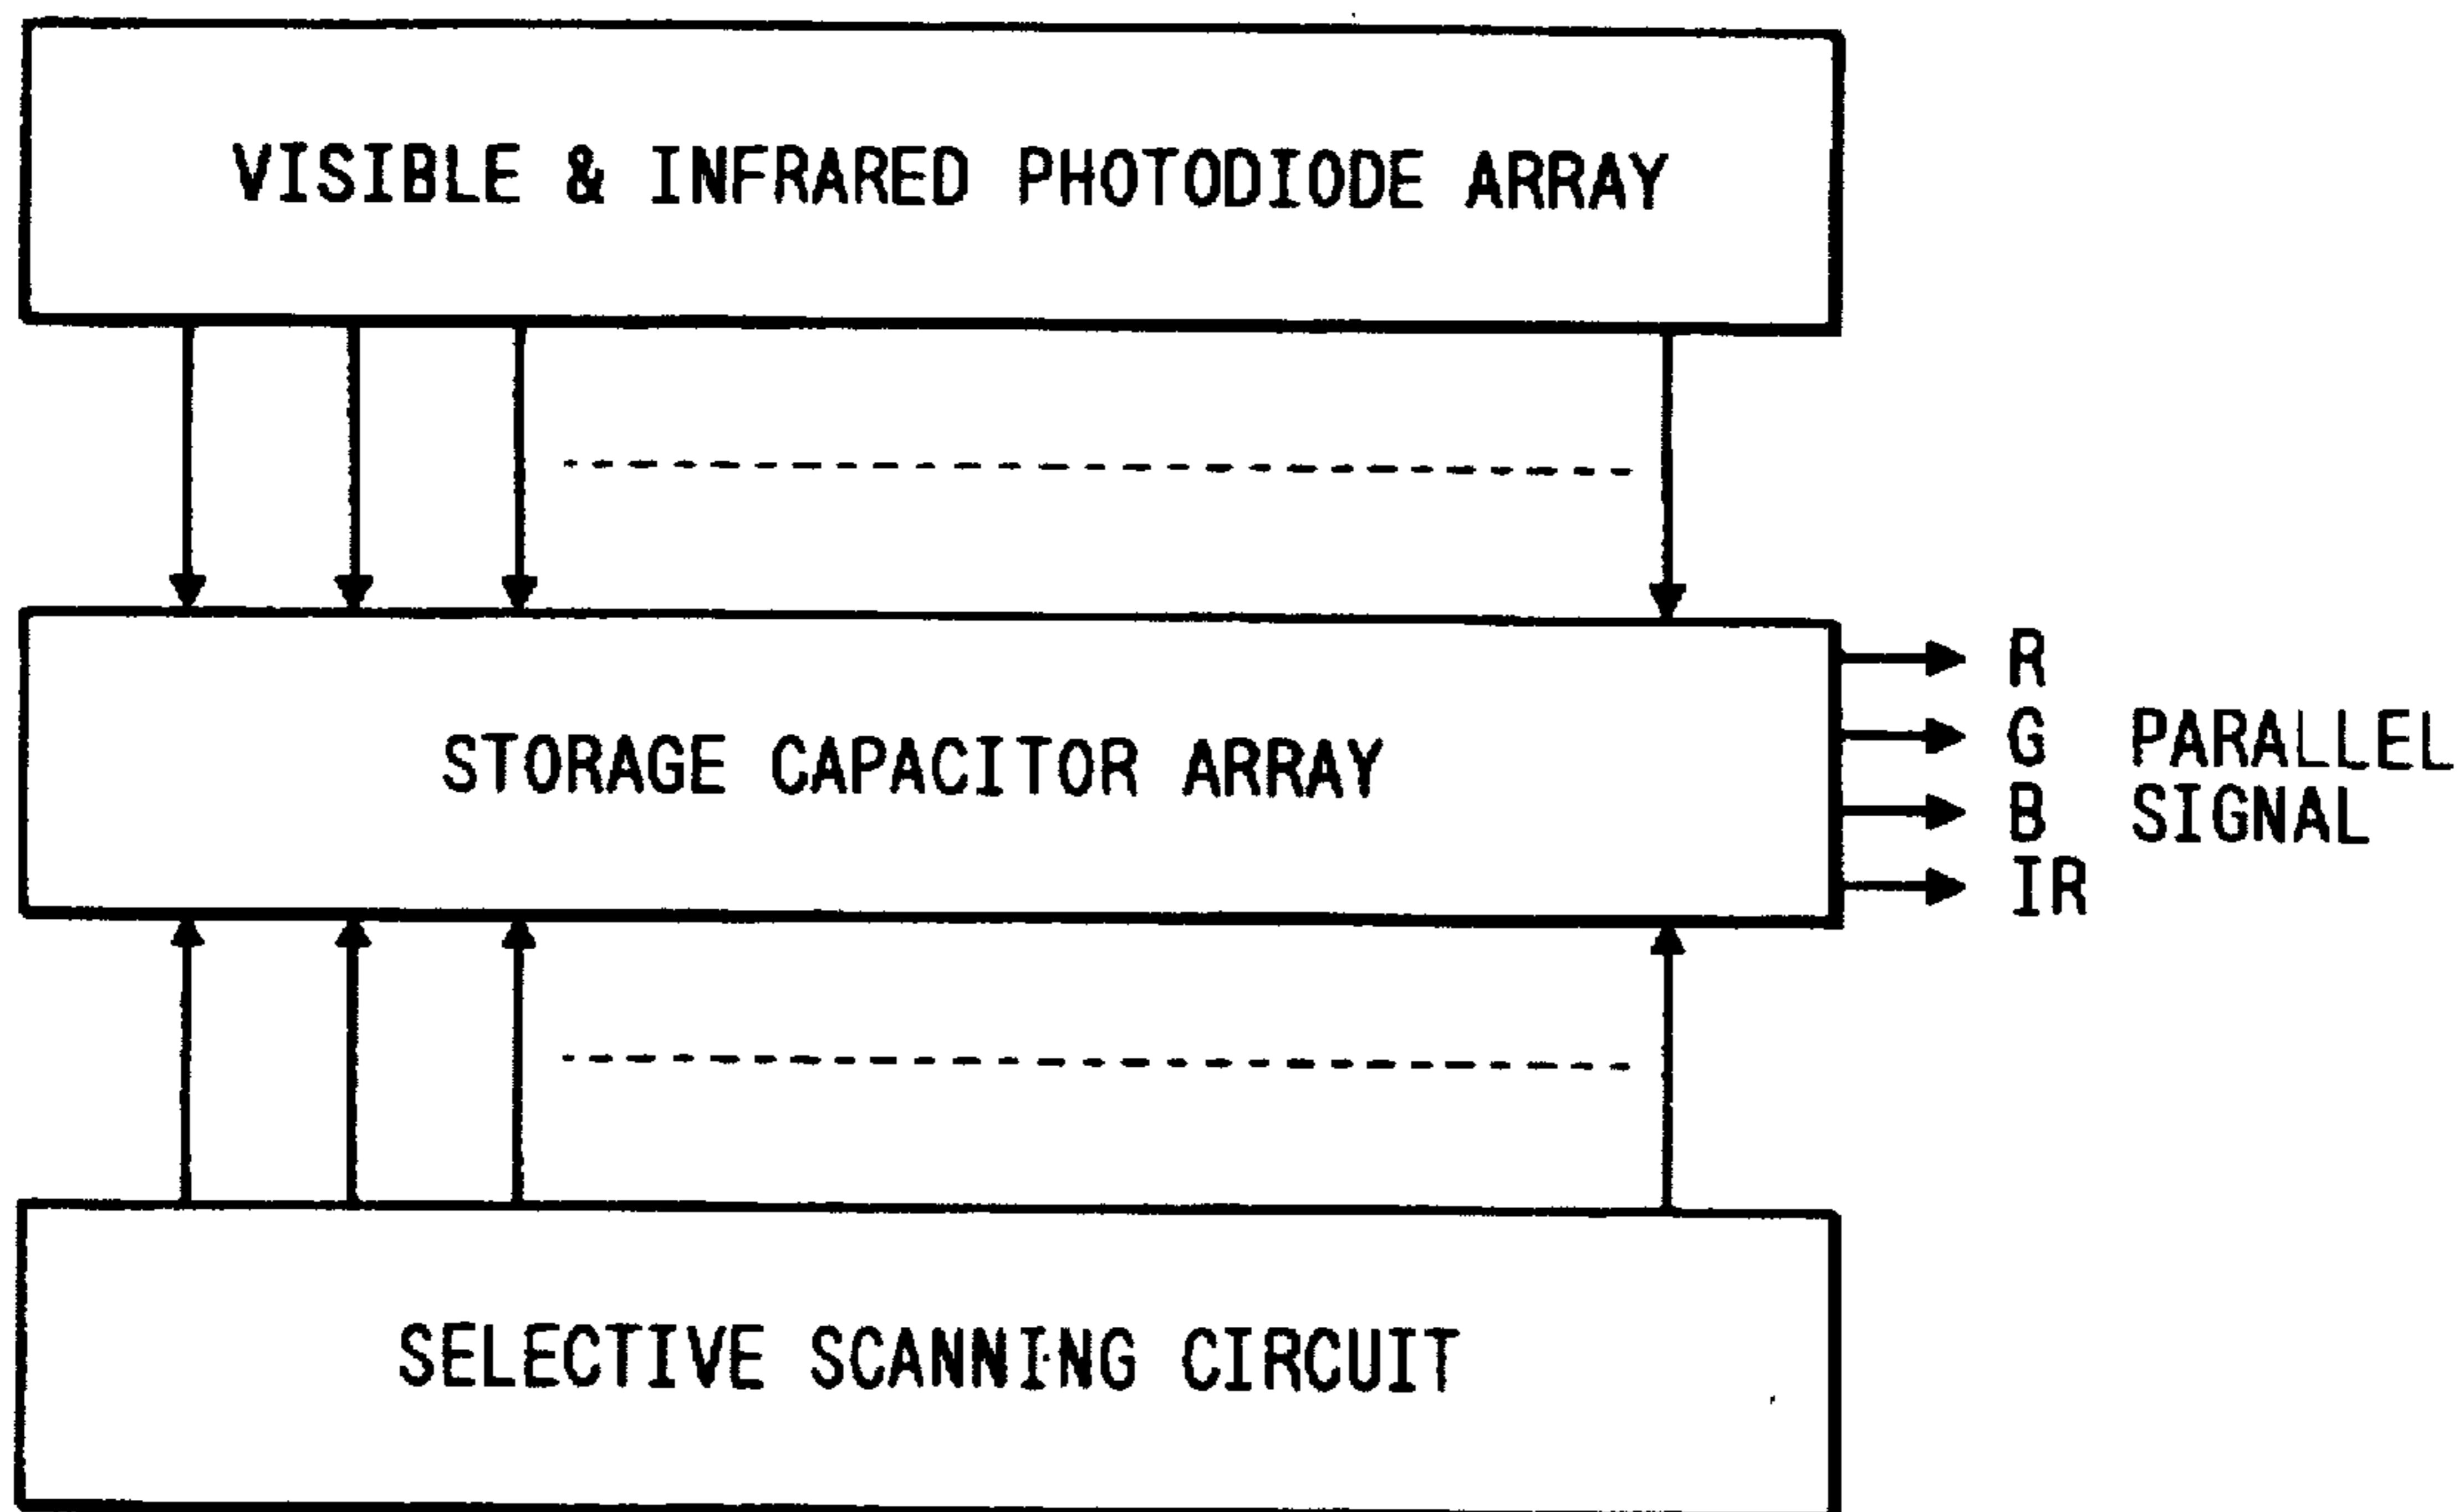 VISIBLE & INFRARED PHOTODIODE ARRAY
STORAGE CAPACITOR ARRAY
R
G PARALLEL
B SIGNAL
IR
SELECTIVE SCANNING CIRCUIT